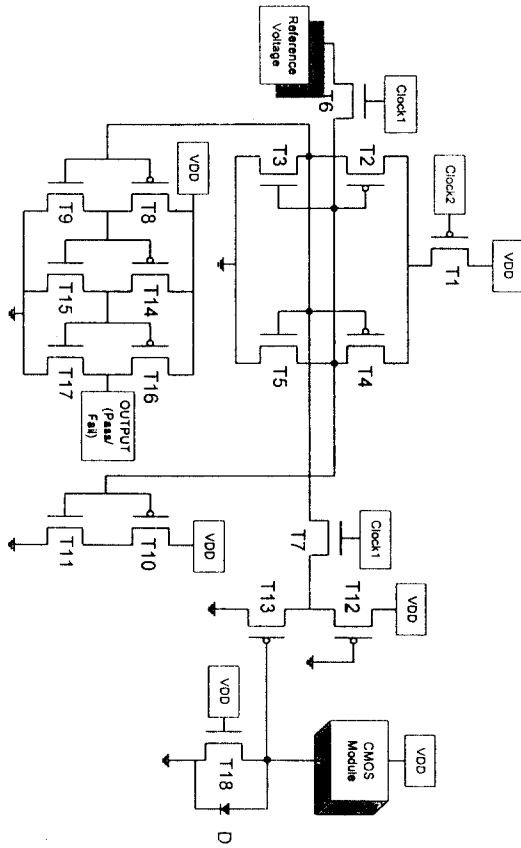 Reference
Voltage
Clock1
T6
T3
T2
Clock2
T1
VDD
VDD
T9
T8
T15
T14
T17
T16
OUTPUT
(Pass/
Fail)
T5
T4
T11
T10
VDD
T7
Clock1
T13
T12
VDD
VDD
T18
D
CMOS
Module
VDD